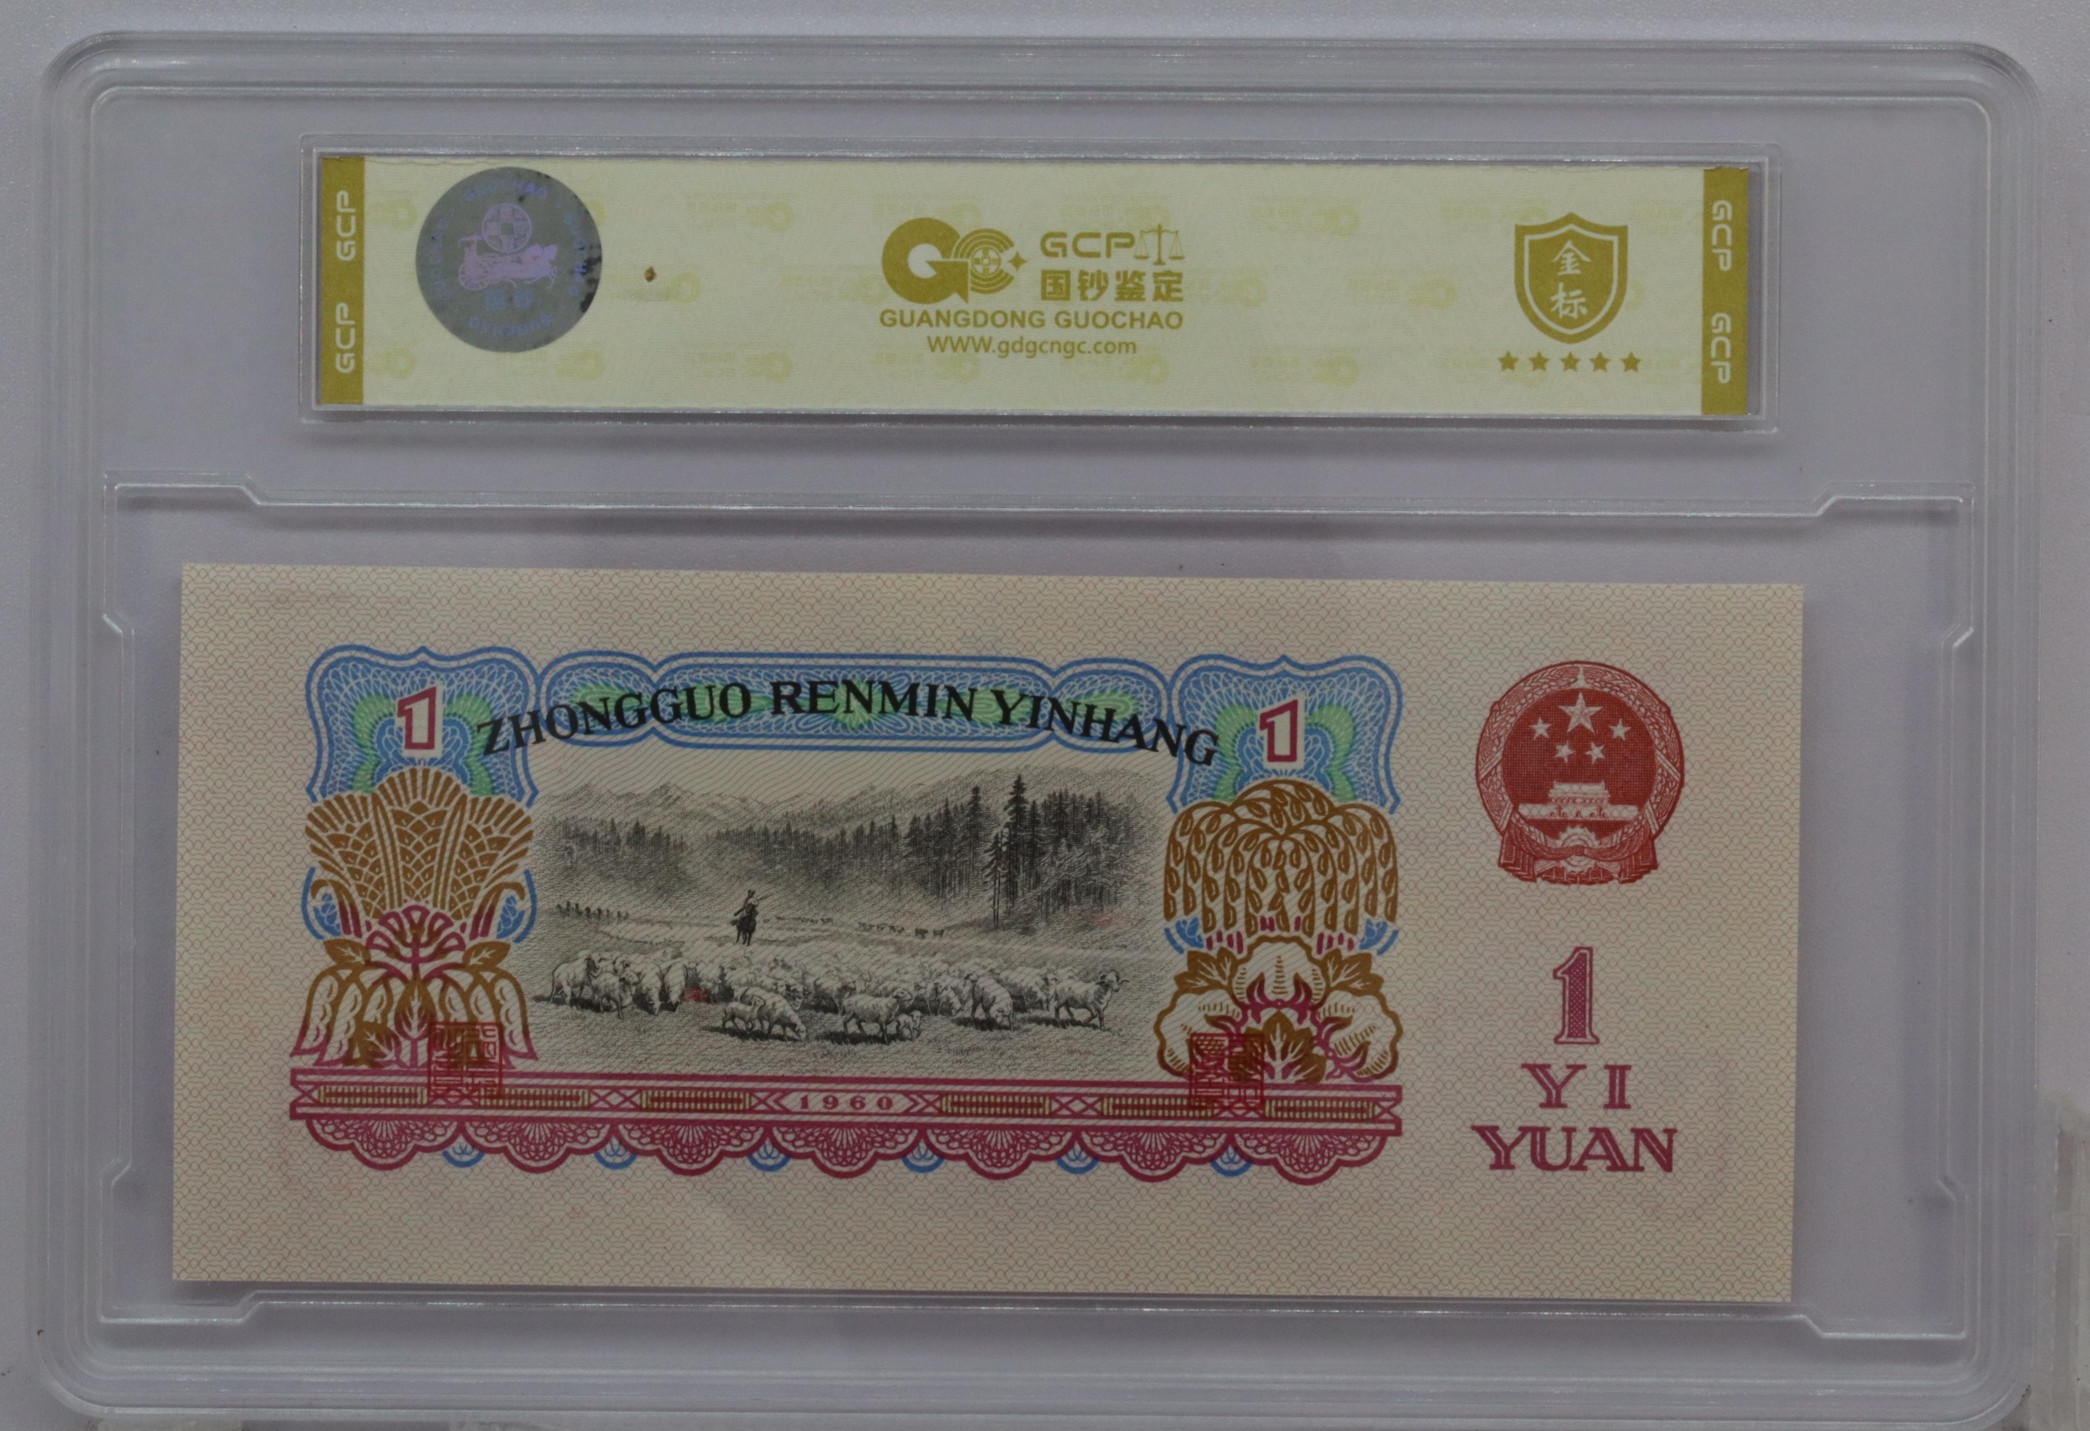 GCP GCP
GCP
国钞鉴定
GUANGDONG GUOCHAO
WWW.gdgcngc.com
金标
GCP GCP
1
ZHONGGUO RENMIN YINHANG
1
1960
1
YI
YUAN